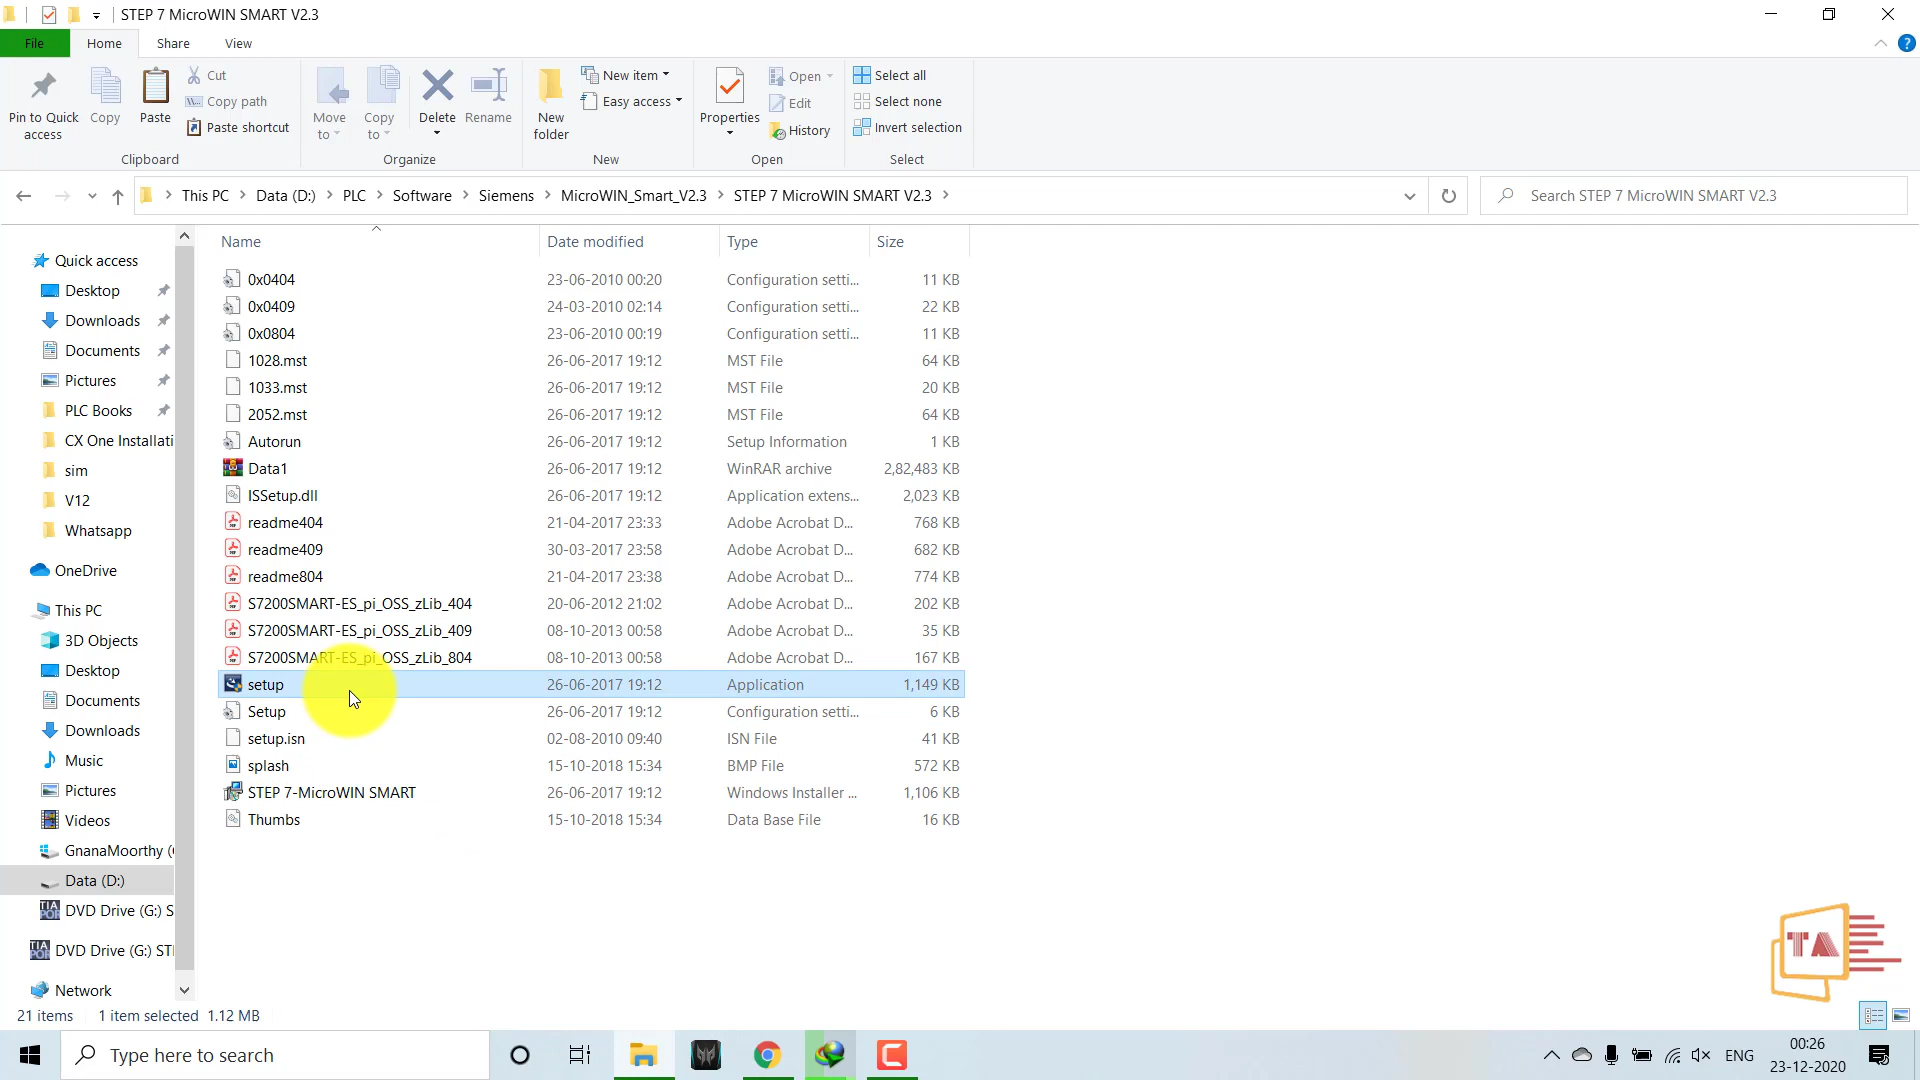 STEP 7 MicroWIN SMART V2.3
File Home Share View
Pin to Quick access
Copy
Paste
Cut
Copy path
Paste shortcut
Clipboard
Move to
Copy to
Delete
Rename
Organize
New folder
New item
Easy access
New
Properties
Open
Edit
History
Open
Select all
Select none
Invert selection
Select
This PC Data (D:) PLC Software Siemens MicroWIN_Smart_V2.3 STEP 7 MicroWIN SMART V2.3
Search STEP 7 MicroWIN SMART V2.3
Quick access
Desktop
Downloads
Documents
Pictures
PLC Books
CX One Installati
sim
V12
Whatsapp
OneDrive
This PC
3D Objects
Desktop
Documents
Downloads
Music
Pictures
Videos
GnanaMoorthy (
Data (D:)
DVD Drive (G:) S
DVD Drive (G:) ST
Network
Name Date modified Type Size
0x0404 23-06-2010 00:20 Configuration setti... 11 KB
0x0409 24-03-2010 02:14 Configuration setti... 22 KB
0x0804 23-06-2010 00:19 Configuration setti... 11 KB
1028.mst 26-06-2017 19:12 MST File 64 KB
1033.mst 26-06-2017 19:12 MST File 20 KB
2052.mst 26-06-2017 19:12 MST File 64 KB
Autorun 26-06-2017 19:12 Setup Information 1 KB
Data1 26-06-2017 19:12 WinRAR archive 2,82,483 KB
ISSetup.dll 26-06-2017 19:12 Application extens... 2,023 KB
readme404 21-04-2017 23:33 Adobe Acrobat D... 768 KB
readme409 30-03-2017 23:58 Adobe Acrobat D... 682 KB
readme804 21-04-2017 23:38 Adobe Acrobat D... 774 KB
S7200SMART-ES_pi_OSS_zLib_404 20-06-2012 21:02 Adobe Acrobat D... 202 KB
S7200SMART-ES_pi_OSS_zLib_409 08-10-2013 00:58 Adobe Acrobat D... 35 KB
S7200SMART-ES_pi_OSS_zLib_804 08-10-2013 00:58 Adobe Acrobat D... 167 KB
setup 26-06-2017 19:12 Application 1,149 KB
Setup 26-06-2017 19:12 Configuration setti... 6 KB
setup.isn 02-08-2010 09:40 ISN File 41 KB
splash 15-10-2018 15:34 BMP File 572 KB
STEP 7-MicroWIN SMART 26-06-2017 19:12 Windows Installer ... 1,106 KB
Thumbs 15-10-2018 15:34 Data Base File 16 KB
TA
21 items 1 item selected 1.12 MB
Type here to search
ENG
00:26
23-12-2020